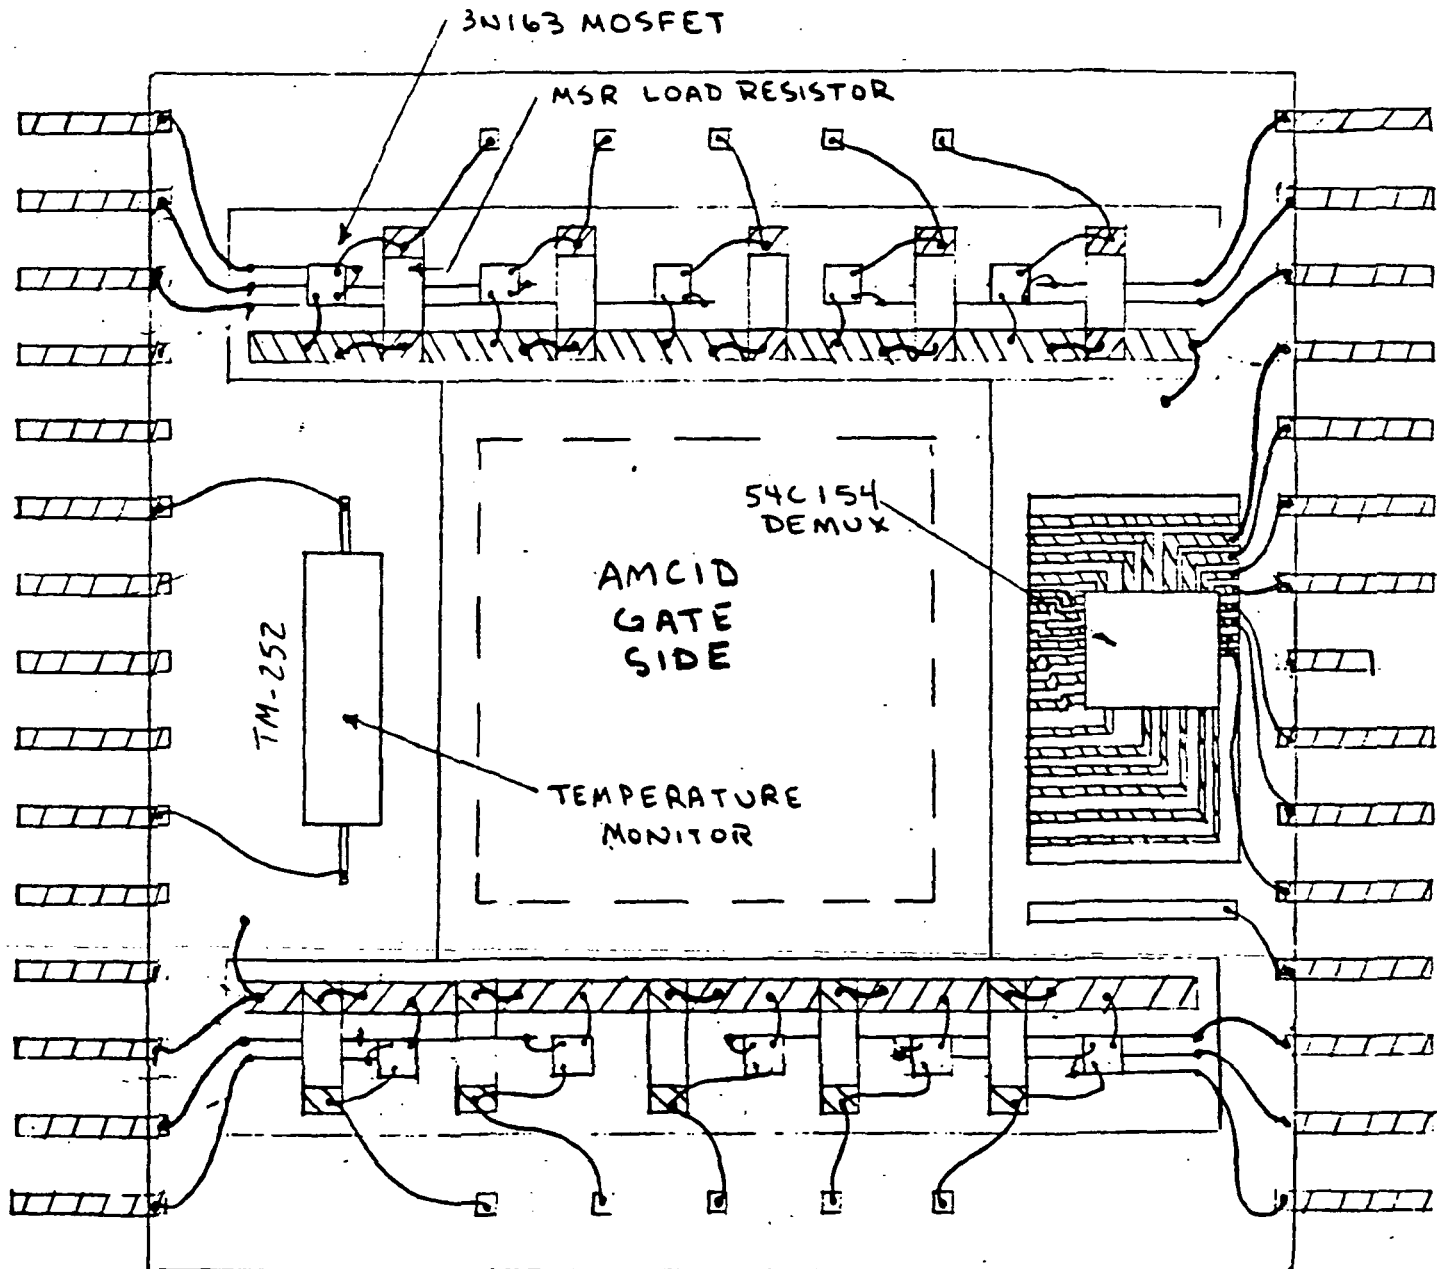 3N163 MOSFET
MSR LOAD RESISTOR
54C154
DEMUX
AMCID
GATE
SIDE
TM-252
TEMPERATURE
MONITOR